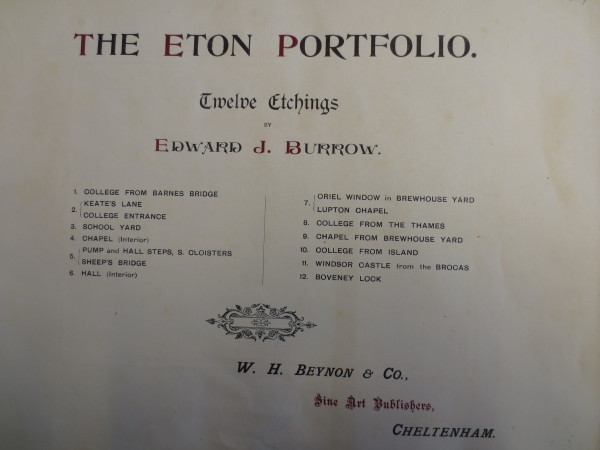 THE ETON PORTFOLIO.
Twelve Etchings
BY
EDWARD J. BURROW.
1. COLLEGE FROM BARNES BRIDGE
2. { KEATE'S LANE
COLLEGE ENTRANCE
3. SCHOOL YARD
4. CHAPEL (Interior)
5. { PUMP and HALL STEPS, S. CLOISTERS
SHEEP'S BRIDGE
6. HALL (Interior)
7. { ORIEL WINDOW in BREWHOUSE YARD
LUPTON CHAPEL
8. COLLEGE FROM THE THAMES
9. CHAPEL FROM BREWHOUSE YARD
10. COLLEGE FROM ISLAND
11. WINDSOR CASTLE from the BROCAS
12. BOVENEY LOCK
W. H. BEYNON & CO.,
Fine Art Publishers,
CHELTENHAM.